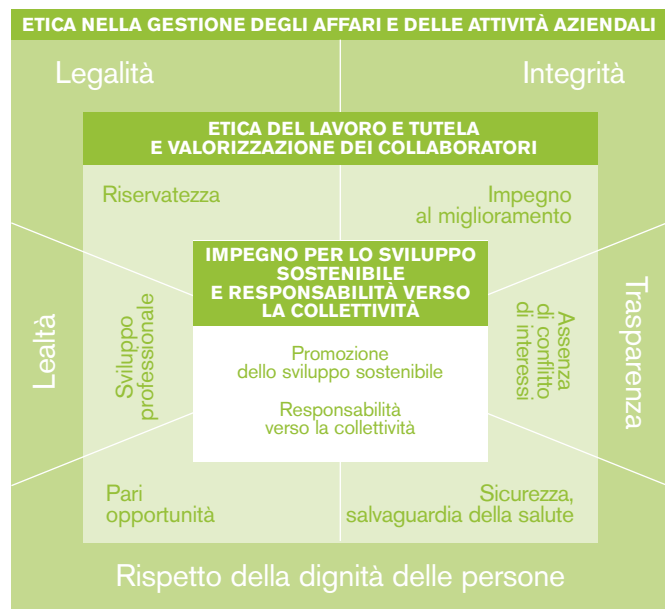 ETICA NELLA GESTIONE DEGLI AFFARI E DELLE ATTIVITÀ AZIENDALI
Legalità
Integrità
ETICA DEL LAVORO E TUTELA
E VALORIZZAZIONE DEI COLLABORATORI
Riservatezza
Impegno
al miglioramento
IMPEGNO PER LO SVILUPPO
SOSTENIBILE
E RESPONSABILITÀ VERSO
LA COLLETTIVITÀ
Lealtà
Sviluppo
professionale
Promozione
dello sviluppo sostenibile
Responsabilità
verso la collettività
Assenza
di conflitto
di interessi
Trasparenza
Pari
opportunità
Sicurezza,
salvaguardia della salute
Rispetto della dignità delle persone